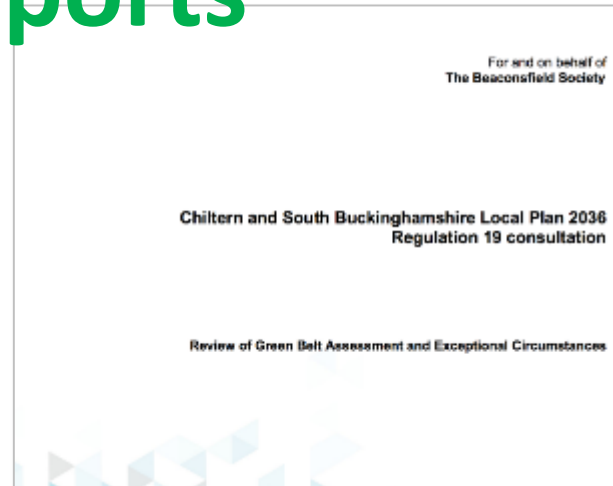 ports
For and on behalf of
The Beaconsfield Society
Chiltern and South Buckinghamshire Local Plan 2036
Regulation 19 consultation
Review of Green Belt Assessment and Exceptional Circumstances